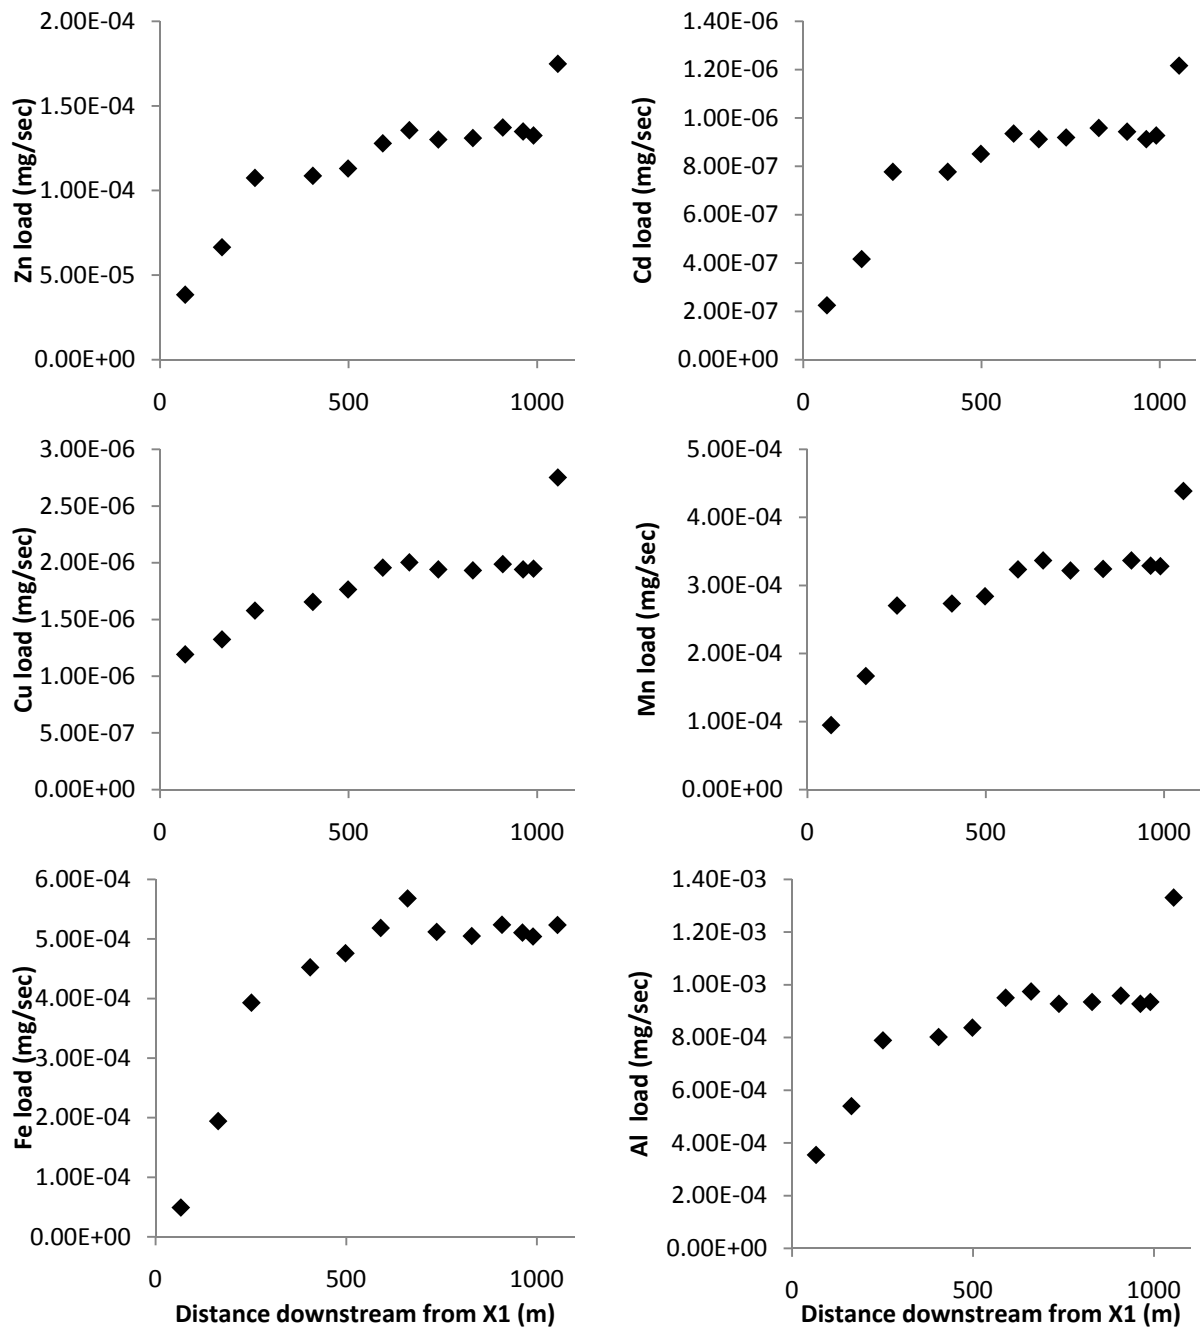 Zn load (mg/sec)
2.00E-04
1.50E-04
1.00E-04
5.00E-05
0.00E+00
0 500 1000
Cd load (mg/sec)
1.40E-06
1.20E-06
1.00E-06
8.00E-07
6.00E-07
4.00E-07
2.00E-07
0.00E+00
0 500 1000
Cu load (mg/sec)
3.00E-06
2.50E-06
2.00E-06
1.50E-06
1.00E-06
5.00E-07
0.00E+00
0 500 1000
Mn load (mg/sec)
5.00E-04
4.00E-04
3.00E-04
2.00E-04
1.00E-04
0.00E+00
0 500 1000
Fe load (mg/sec)
6.00E-04
5.00E-04
4.00E-04
3.00E-04
2.00E-04
1.00E-04
0.00E+00
0 500 1000
Distance downstream from X1 (m)
Al load (mg/sec)
1.40E-03
1.20E-03
1.00E-03
8.00E-04
6.00E-04
4.00E-04
2.00E-04
0.00E+00
0 500 1000
Distance downstream from X1 (m)